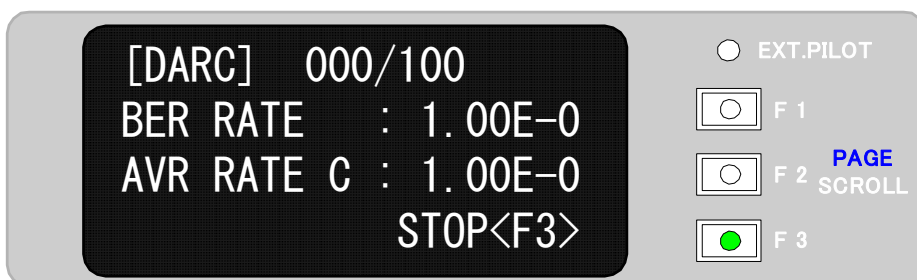 [DARC] 000/100
BER RATE : 1.00E-0
AVR RATE C : 1.00E-0
STOP<F3>
EXT.PILOT
F 1
F 2
PAGE
SCROLL
F 3